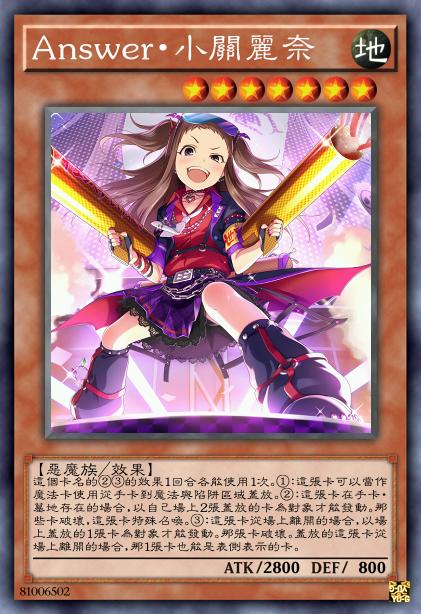 Answer・小關麗奈
地
【惡魔族／效果】
這個卡名的②③的效果1回合各能使用1次。①:這張卡可以當作
魔法卡使用從手卡到魔法與陷阱區域蓋放。②:這張卡在手卡・
墓地存在的場合,以自己場上2張蓋放的卡為對象才能發動。那
些卡破壞,這張卡特殊召喚。③:這張卡從場上離開的場合,以場
上蓋放的1張卡為對象才能發動。那張卡破壞。蓋放的這張卡從
場上離開的場合,那1張卡也能是表側表示的卡。
ATK/2800 DEF/ 800
81006502